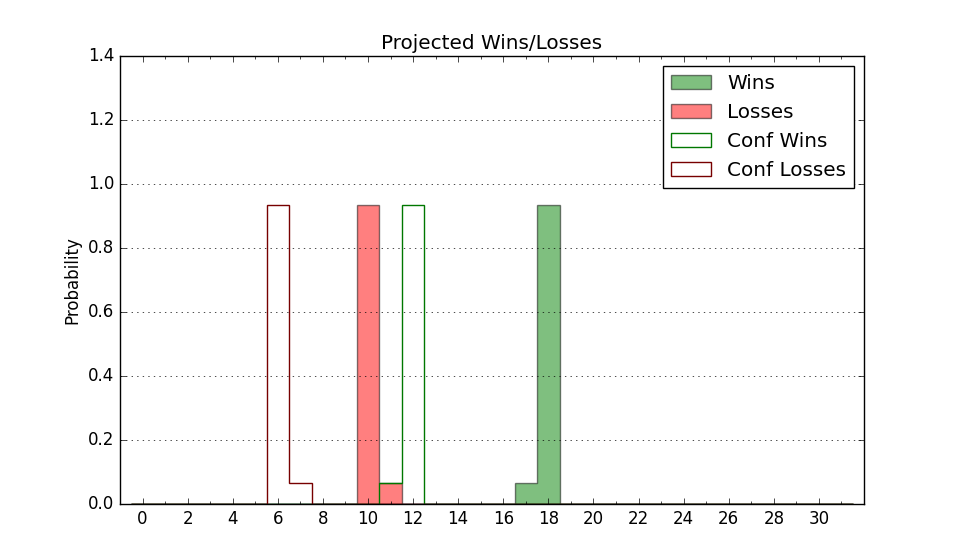 Projected Wins/Losses
1.4
1.2
1.0
0.8
0.6
0.4
0.2
0.0
Probability
Wins
Losses
Conf Wins
Conf Losses
0 2 4 6 8 10 12 14 16 18 20 22 24 26 28 30